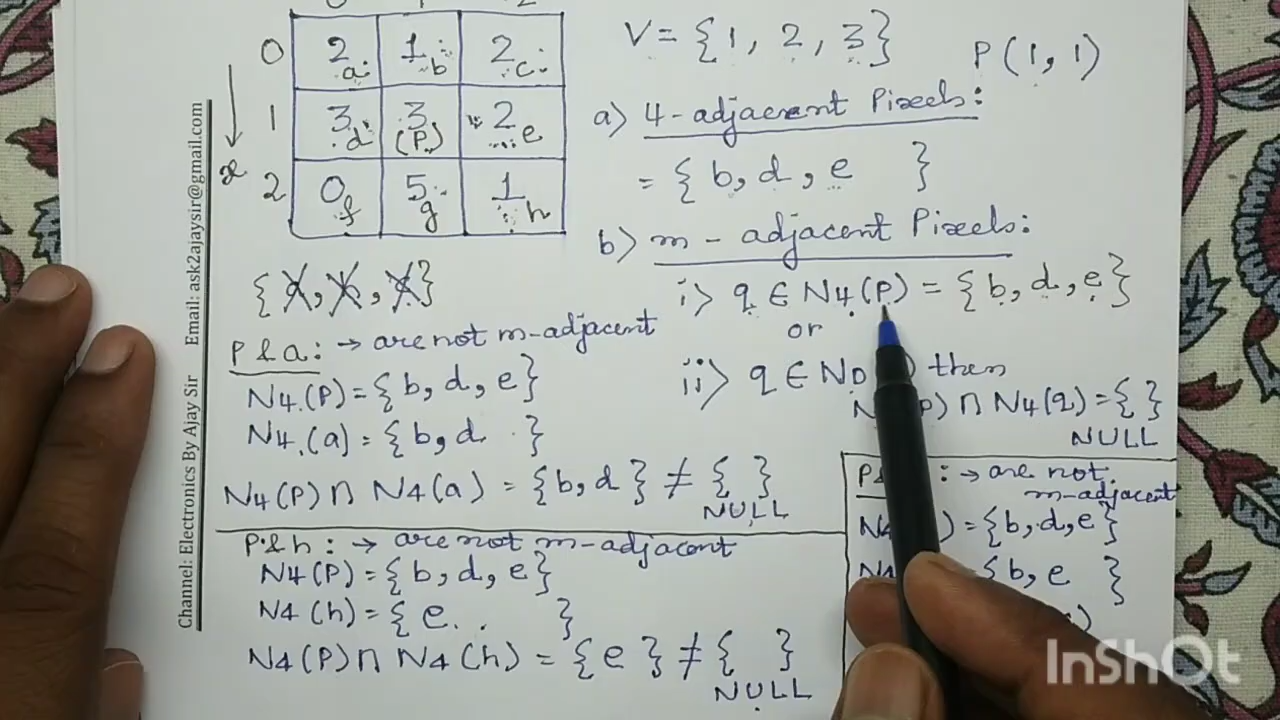 0 2 a 1 b 2 c
1 3 d 3 (P) 2 e
x 2 0 f 5 g 1 h
V = {1, 2, 3}
P(1, 1)
a) 4-adjacent Pixels:
= {b, d, e }
b) m-adjacent Pixels:
i) q ∈ N4(P) = {b, d, e}
or
ii) q ∈ ND then
∩ N4(q) = { }
NULL
P & a: → are not m-adjacent
N4(P) = {b, d, e}
N4(a) = {b, d }
N4(P) ∩ N4(a) = {b, d} ≠ { }
NULL
P & h: → are not m-adjacent
N4(P) = {b, d, e}
N4(h) = {e }
N4(P) ∩ N4(h) = {e} ≠ { }
NULL
: → are not
m-adjacent
= {b, d, e}
{b, e }
Channel: Electronics By Ajay Sir Email: ask2ajaysir@gmail.com
InShOt